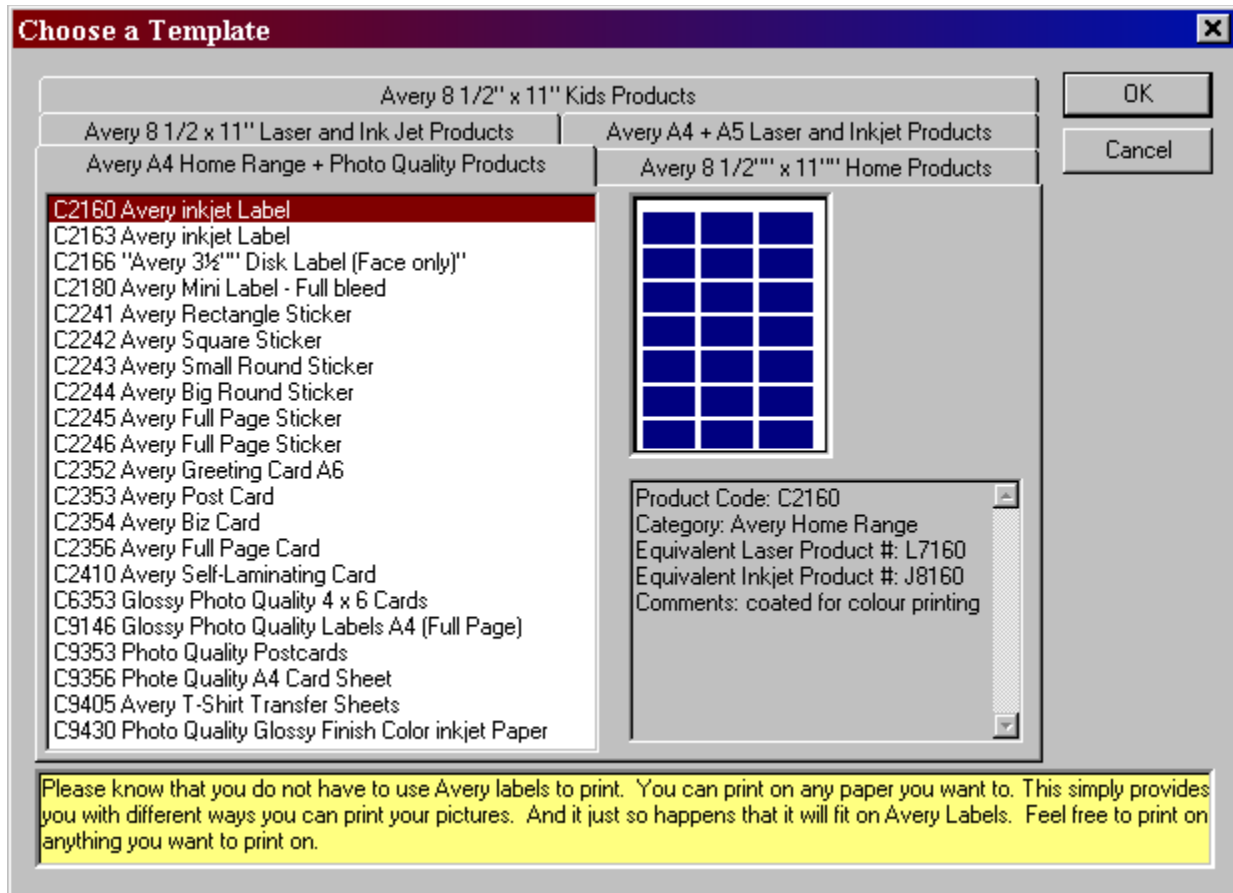 Choose a Template
Avery 8 1/2" x 11" Kids Products
Avery 8 1/2 x 11" Laser and Ink Jet Products
Avery A4 + A5 Laser and Inkjet Products
Avery A4 Home Range + Photo Quality Products
Avery 8 1/2"" x 11"" Home Products
OK
Cancel
C2160 Avery inkjet Label
C2163 Avery inkjet Label
C2166 "Avery 3½"" Disk Label (Face only)"
C2180 Avery Mini Label - Full bleed
C2241 Avery Rectangle Sticker
C2242 Avery Square Sticker
C2243 Avery Small Round Sticker
C2244 Avery Big Round Sticker
C2245 Avery Full Page Sticker
C2246 Avery Full Page Sticker
C2352 Avery Greeting Card A6
C2353 Avery Post Card
C2354 Avery Biz Card
C2356 Avery Full Page Card
C2410 Avery Self-Laminating Card
C6353 Glossy Photo Quality 4 x 6 Cards
C9146 Glossy Photo Quality Labels A4 (Full Page)
C9353 Photo Quality Postcards
C9356 Phote Quality A4 Card Sheet
C9405 Avery T-Shirt Transfer Sheets
C9430 Photo Quality Glossy Finish Color inkjet Paper
Product Code: C2160
Category: Avery Home Range
Equivalent Laser Product #: L7160
Equivalent Inkjet Product #: J8160
Comments: coated for colour printing
Please know that you do not have to use Avery labels to print.  You can print on any paper you want to. This simply provides
you with different ways you can print your pictures.  And it just so happens that it will fit on Avery Labels.  Feel free to print on
anything you want to print on.